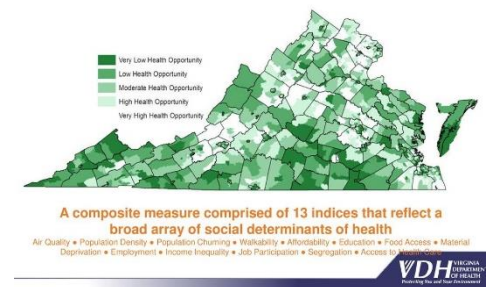 Very Low Health Opportunity
Low Health Opportunity
Moderate Health Opportunity
High Health Opportunity
Very High Health Opportunity
A composite measure comprised of 13 indices that reflect a
broad array of social determinants of health
Air Quality ● Population Density ● Population Churning ● Walkability ● Affordability ● Education ● Food Access ● Material
Deprivation ● Employment ● Income Inequality ● Job Participation ● Segregation ● Access to Health Care
VDH VIRGINIA
DEPARTMENT
OF HEALTH
Protecting You and Your Environment